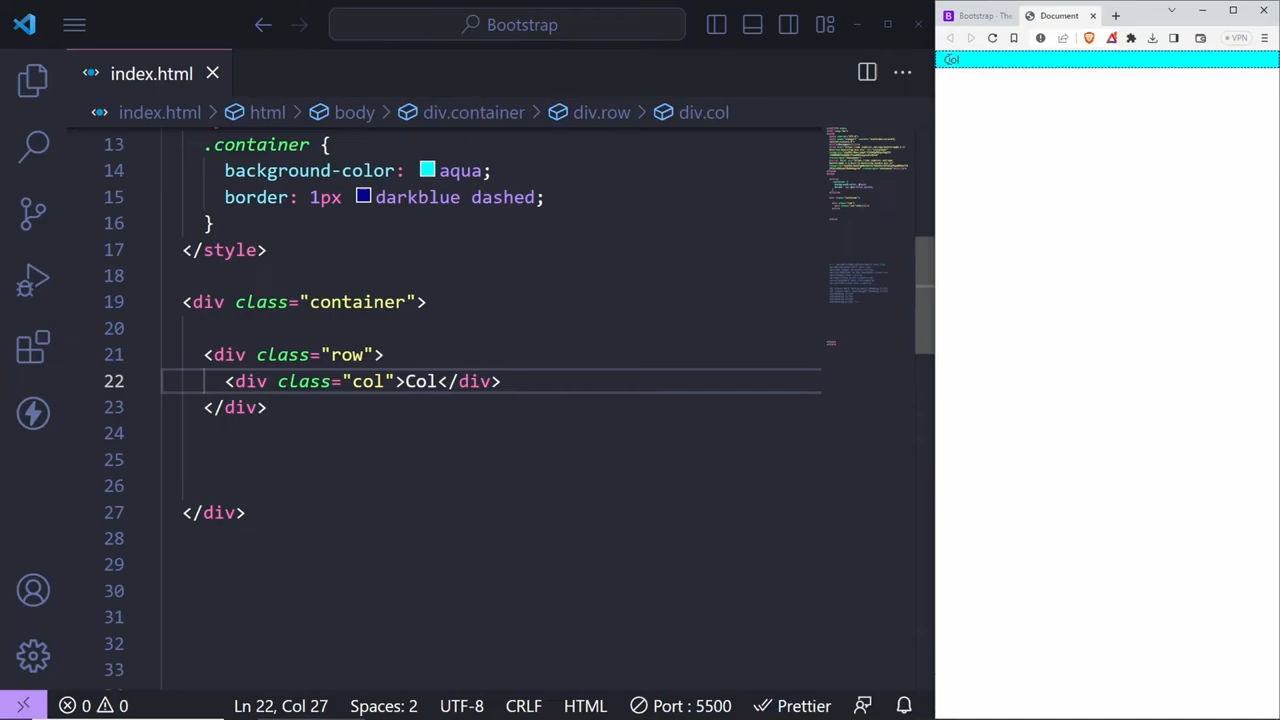 Bootstrap
index.html
index.html > html > body > div.container > div.row > div.col
13 .container {
14 background-color: aqua;
15 border: 1px darkblue dashed;
16 }
17 </style>
18
19 <div class="container">
20
21 <div class="row">
22 <div class="col">Col</div>
23 </div>
24
25
26
27 </div>
28
29
30
31
32
33
Ln 22, Col 27 Spaces: 2 UTF-8 CRLF HTML Port : 5500 Prettier
0 0
Bootstrap - The
Document
VPN
Col